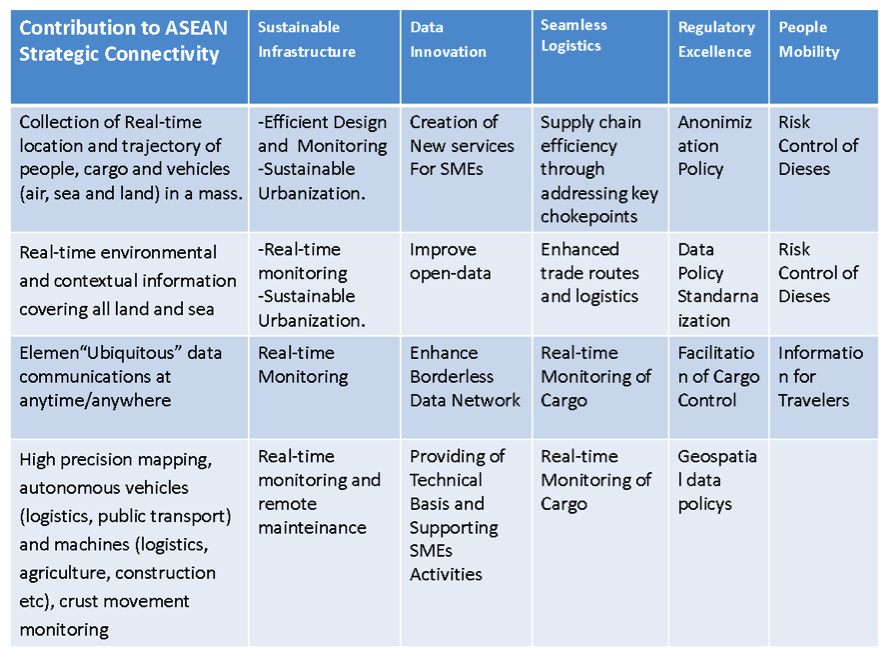 Contribution to ASEAN
Strategic Connectivity
Sustainable
Infrastructure
Data
Innovation
Seamless
Logistics
Regulatory
Excellence
People
Mobility
Collection of Real-time
location and trajectory of
people, cargo and vehicles
(air, sea and land) in a mass.
-Efficient Design
and Monitoring
-Sustainable
Urbanization.
Creation of
New services
For SMEs
Supply chain
efficiency
through
addressing key
chokepoints
Anonimiz
ation
Policy
Risk
Control of
Dieses
Real-time environmental
and contextual information
covering all land and sea
-Real-time
monitoring
-Sustainable
Urbanization.
Improve
open-data
Enhanced
trade routes
and logistics
Data
Policy
Standarna
ization
Risk
Control of
Dieses
Elemen“Ubiquitous” data
communications at
anytime/anywhere
Real-time
Monitoring
Enhance
Borderless
Data Network
Real-time
Monitoring of
Cargo
Facilitatio
n of Cargo
Control
Informatio
n for
Travelers
High precision mapping,
autonomous vehicles
(logistics, public transport)
and machines (logistics,
agriculture, construction
etc), crust movement
monitoring
Real-time
monitoring and
remote
mainteinance
Providing of
Technical
Basis and
Supporting
SMEs
Activities
Real-time
Monitoring of
Cargo
Geospatia
l data
policys